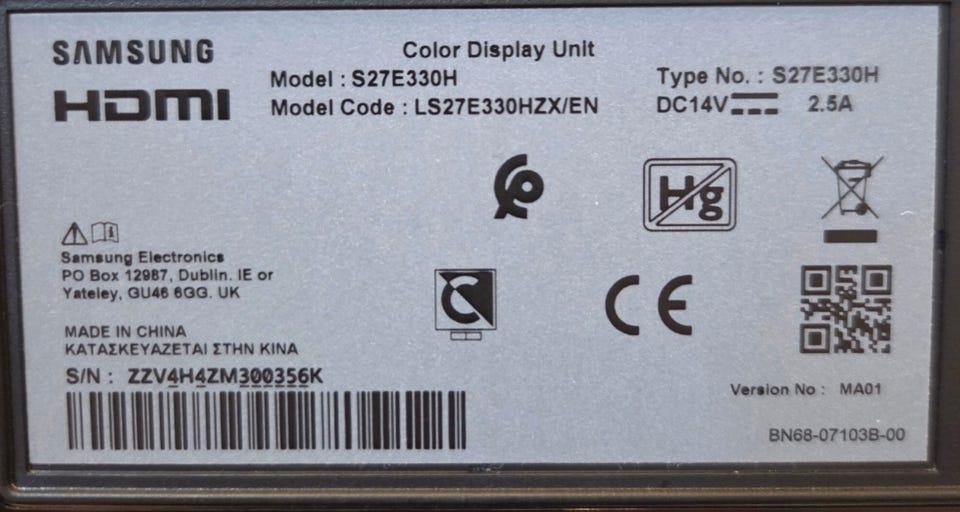 SAMSUNG
HDMI
Color Display Unit
Model : S27E330H
Model Code : LS27E330HZX/EN
Type No. : S27E330H
DC14V 2.5A
Hg
Samsung Electronics
PO Box 12987, Dublin. IE or
Yateley, GU46 6GG. UK
MADE IN CHINA
ΚΑΤΑΣΚΕΥΑΖΕΤΑΙ ΣΤΗΝ ΚΙΝΑ
S/N : ZZV4H4ZM300356K
C
CE
Version No : MA01
BN68-07103B-00